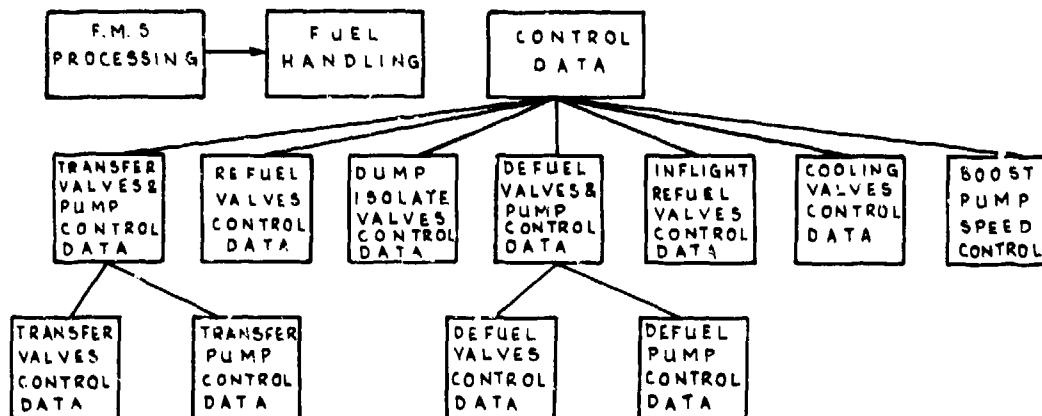 F.M.S
PROCESSING
FUEL
HANDLING
CONTROL
DATA
TRANSFER
VALVES &
PUMP
CONTROL
DATA
REFUEL
VALVES
CONTROL
DATA
DUMP
ISOLATE
VALVES
CONTROL
DATA
DEFUEL
VALVES &
PUMP
CONTROL
DATA
INFLIGHT
REFUEL
VALVES
CONTROL
DATA
COOLING
VALVES
CONTROL
DATA
BOOST
PUMP
SPEED
CONTROL
TRANSFER
VALVES
CONTROL
DATA
TRANSFER
PUMP
CONTROL
DATA
DEFUEL
VALVES
CONTROL
DATA
DEFUEL
PUMP
CONTROL
DATA